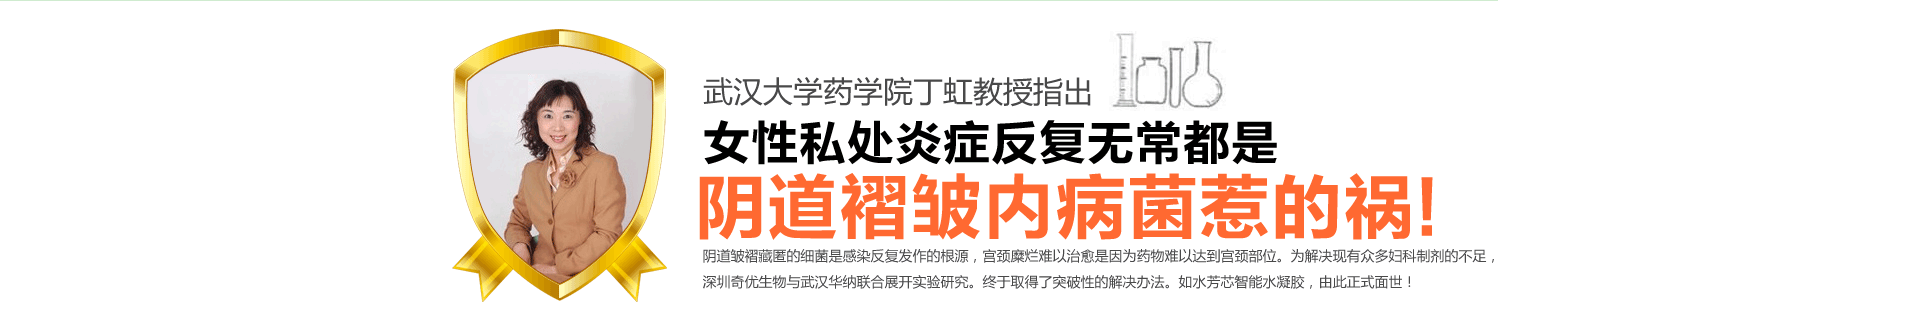 武汉大学药学院丁虹教授指出
女性私处炎症反复无常都是
阴道褶皱内病菌惹的祸!
阴道皱褶藏匿的细菌是感染反复发作的根源，宫颈糜烂难以治愈是因为药物难以达到宫颈部位。为解决现有众多妇科制剂的不足，
深圳奇优生物与武汉华纳联合展开实验研究。终于取得了突破性的解决办法。如水芳芯智能水凝胶，由此正式面世！